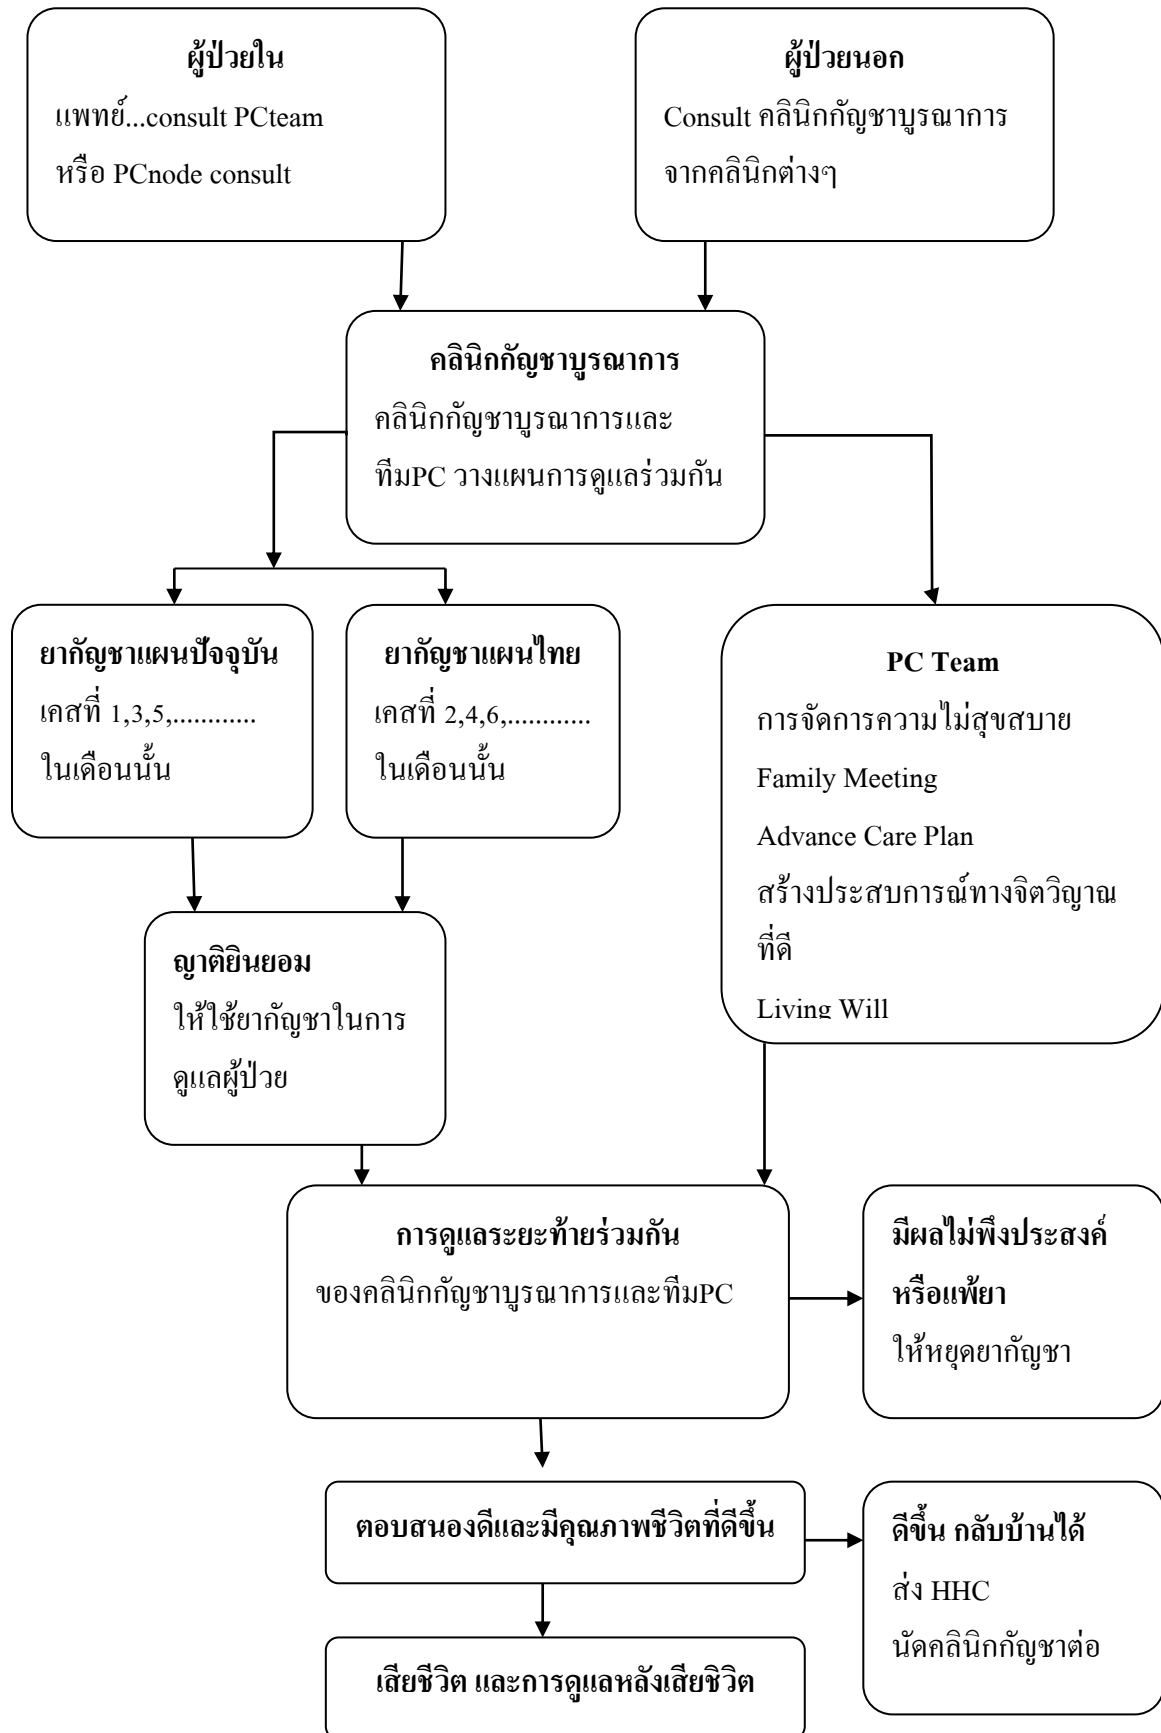 ผู้ป่วยใน
แพทย์...consult PCteam
หรือ PCnode consult
ผู้ป่วยนอก
Consult คลินิกกัญชาบูรณาการ
จากคลินิกต่างๆ
คลินิกกัญชาบูรณาการ
คลินิกกัญชาบูรณาการและ
ทีมPC วางแผนการดูแลร่วมกัน
ยากัญชาแผนปัจจุบัน
เคสที่ 1,3,5,............
ในเดือนนั้น
ยากัญชาแผนไทย
เคสที่ 2,4,6,............
ในเดือนนั้น
PC Team
การจัดการความไม่สุขสบาย
Family Meeting
Advance Care Plan
สร้างประสบการณ์ทางจิตวิญาณ
ที่ดี
Living Will
ญาติยินยอม
ให้ใช้ยากัญชาในการ
ดูแลผู้ป่วย
การดูแลระยะท้ายร่วมกัน
ของคลินิกกัญชาบูรณาการและทีมPC
มีผลไม่พึงประสงค์
หรือแพ้ยา
ให้หยุดยากัญชา
ตอบสนองดีและมีคุณภาพชีวิตที่ดีขึ้น
ดีขึ้น กลับบ้านได้
ส่ง HHC
นัดคลินิกกัญชาต่อ
เสียชีวิต และการดูแลหลังเสียชิวิต